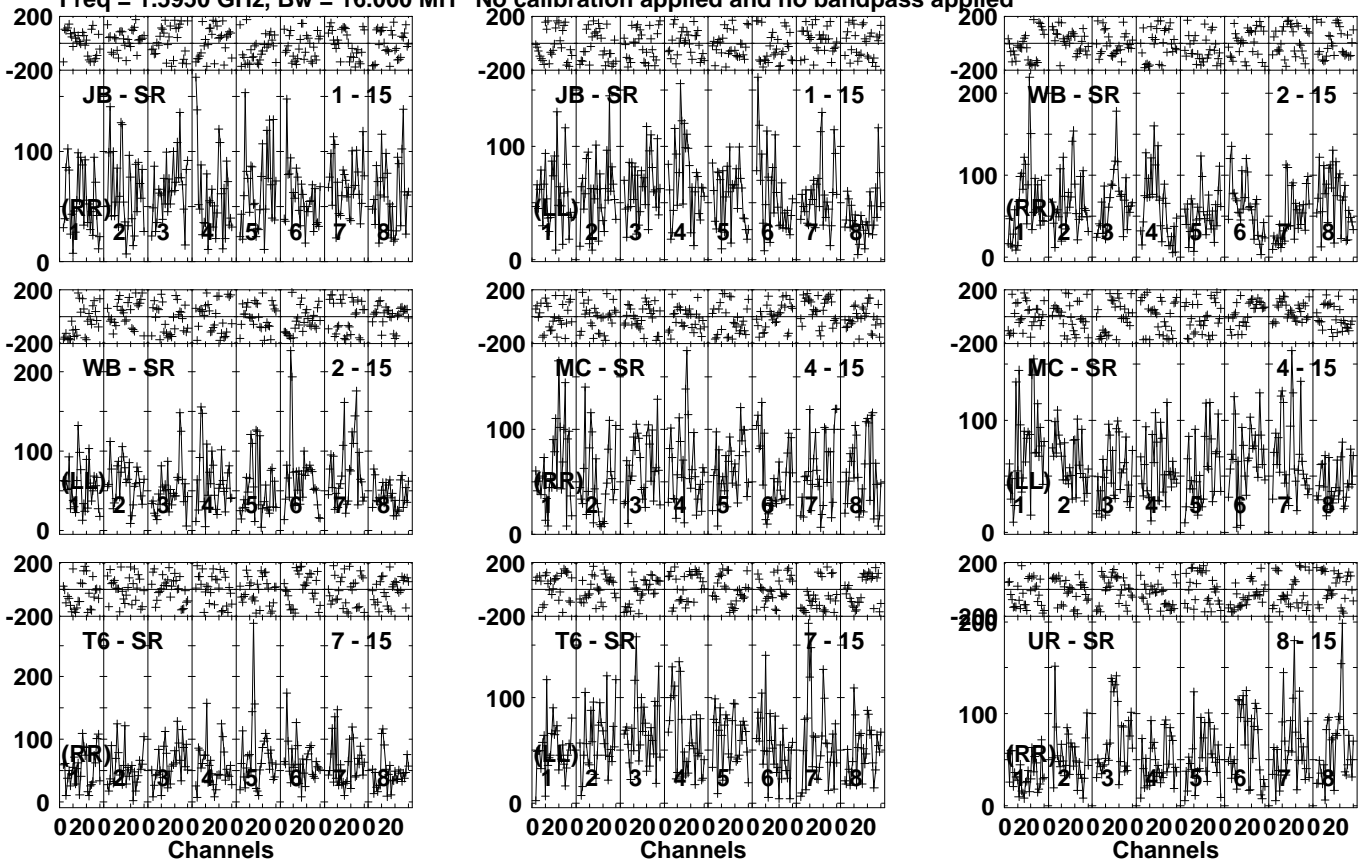 Freq = 1.5950 GHz, Bw = 16.000 MH No calibration applied and no bandpass applied
200 200 200
-200 -200 -200
JB - SR 1 - 15 JB - SR 1 - 15 WB - SR 2 - 15
200
100 100 100
(RR) (LL) (RR)
1 2 3 4 5 6 7 8 1 2 3 4 5 6 7 8 1 2 3 4 5 6 7 8
0 0 0
200 200 200
-200 -200 -200
WB - SR 2 - 15 MC - SR 4 - 15 MC - SR 4 - 15
200
100 100 100
(LL) (RR) (LL)
1 2 3 4 5 6 7 8 1 2 3 4 5 6 7 8 1 2 3 4 5 6 7 8
0 0 0
200 200 200
-200 -200 -200
200
T6 - SR 7 - 15 T6 - SR 7 - 15 UR - SR 8 - 15
200
100 100 100
(RR) (LL) (RR)
1 2 3 4 5 6 7 8 1 2 3 4 5 6 7 8 1 2 3 4 5 6 7 8
0 0 0
0 20 0 20 0 20 0 20 0 20 0 20 0 20 0 20 0 20 0 20 0 20 0 20 0 20 0 20 0 20 0 20 0 20 0 20 0 20 0 20 0 20 0 20 0 20 0 20
Channels Channels Channels